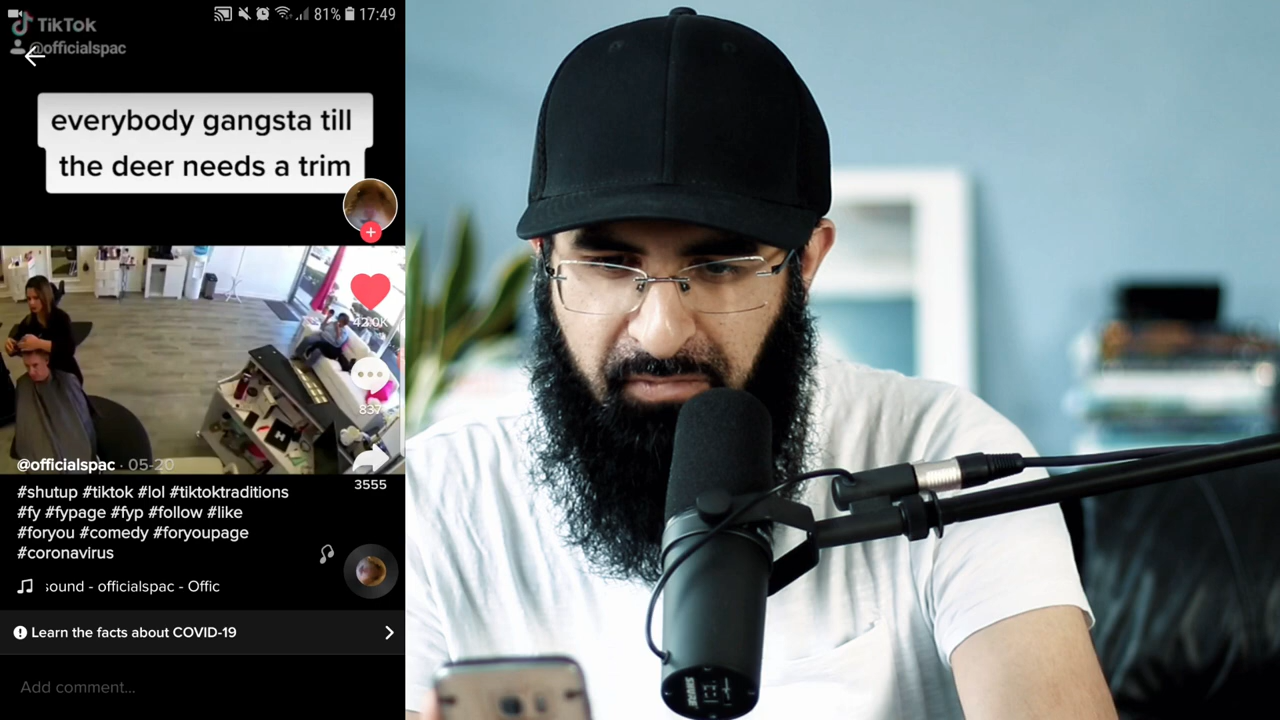 TikTok
@officialspac
81% 17:49
everybody gangsta till
the deer needs a trim
42.0K
837
@officialspac · 05-20
3555
#shutup #tiktok #lol #tiktoktraditions
#fy #fypage #fyp #follow #like
#foryou #comedy #foryoupage
#coronavirus
sound - officialspac - Offic
Learn the facts about COVID-19
Add comment...
SHURE